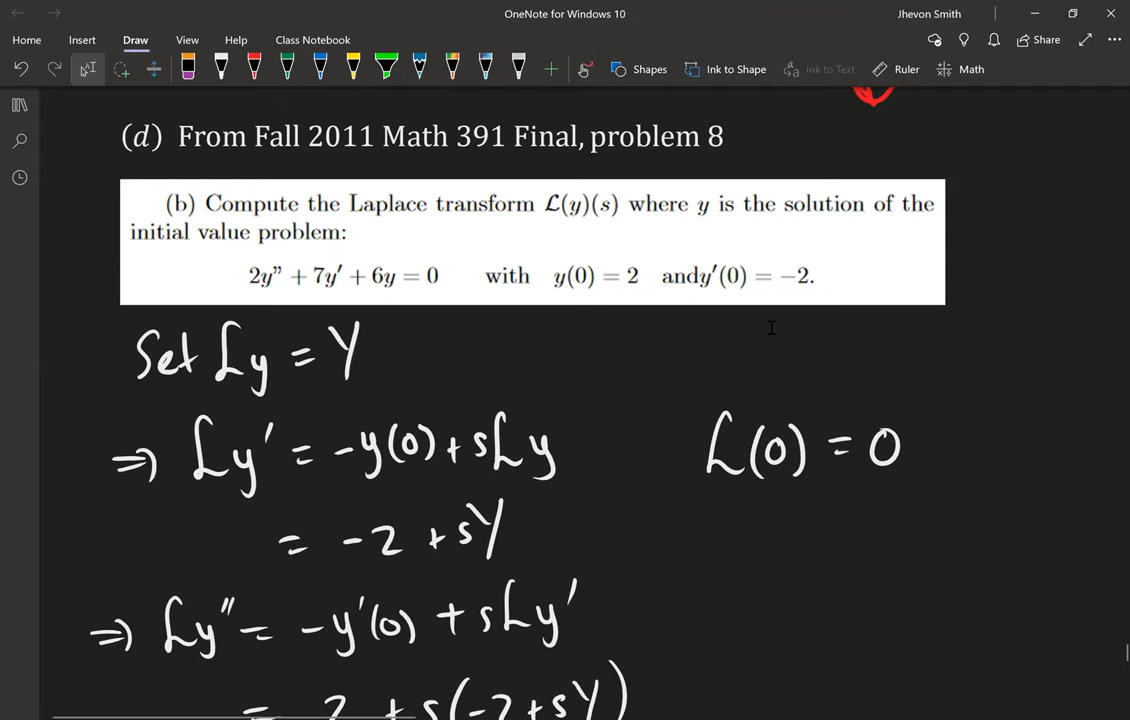 OneNote for Windows 10
Jhevon Smith
Home Insert Draw View Help Class Notebook
Share
Shapes Ink to Shape Ink to Text Ruler Math
(d) From Fall 2011 Math 391 Final, problem 8
(b) Compute the Laplace transform ℒ(y)(s) where y is the solution of the
initial value problem:
2y” + 7y′ + 6y = 0 with y(0) = 2 andy′(0) = −2.
Set ℒy = Y
⇒ ℒy′ = -y(0) + sℒy
ℒ(0) = 0
= -2 + sY
⇒ ℒy″ = -y′(0) + sℒy′
= 2 + s(-2+sY)